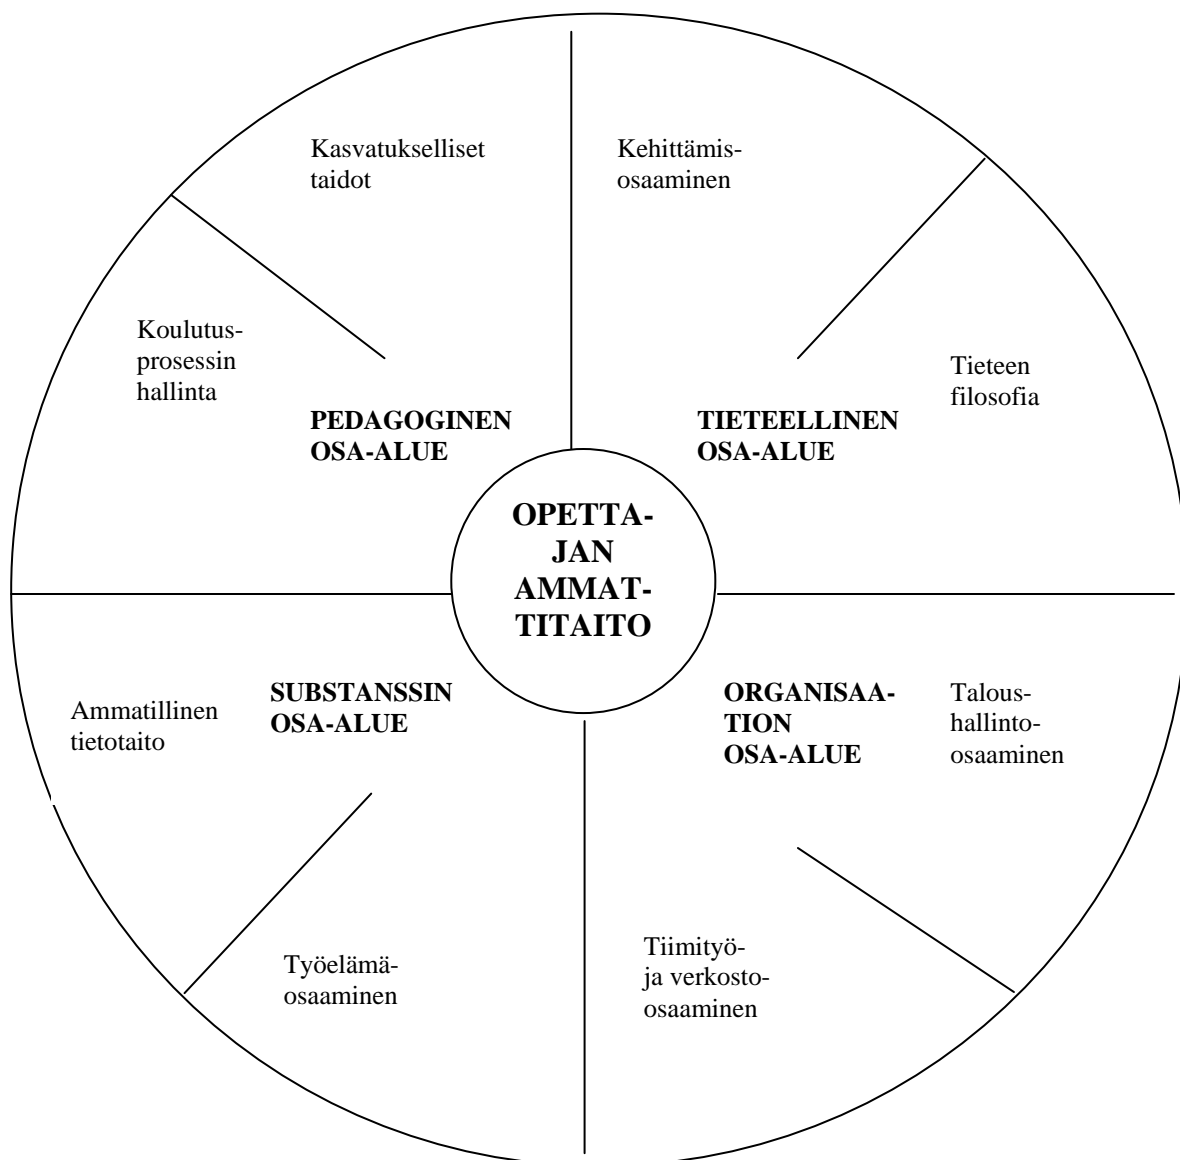 Kasvatukselliset
taidot
Kehittämis-
osaaminen
Koulutus-
prosessin
hallinta
Tieteen
filosofia
PEDAGOGINEN
OSA-ALUE
TIETEELLINEN
OSA-ALUE
OPETTA-
JAN
AMMAT-
TITAITO
Ammatillinen
tietotaito
SUBSTANSSIN
OSA-ALUE
ORGANISAA-
TION
OSA-ALUE
Talous-
hallinto-
osaaminen
Työelämä-
osaaminen
Tiimityö-
ja verkosto-
osaaminen